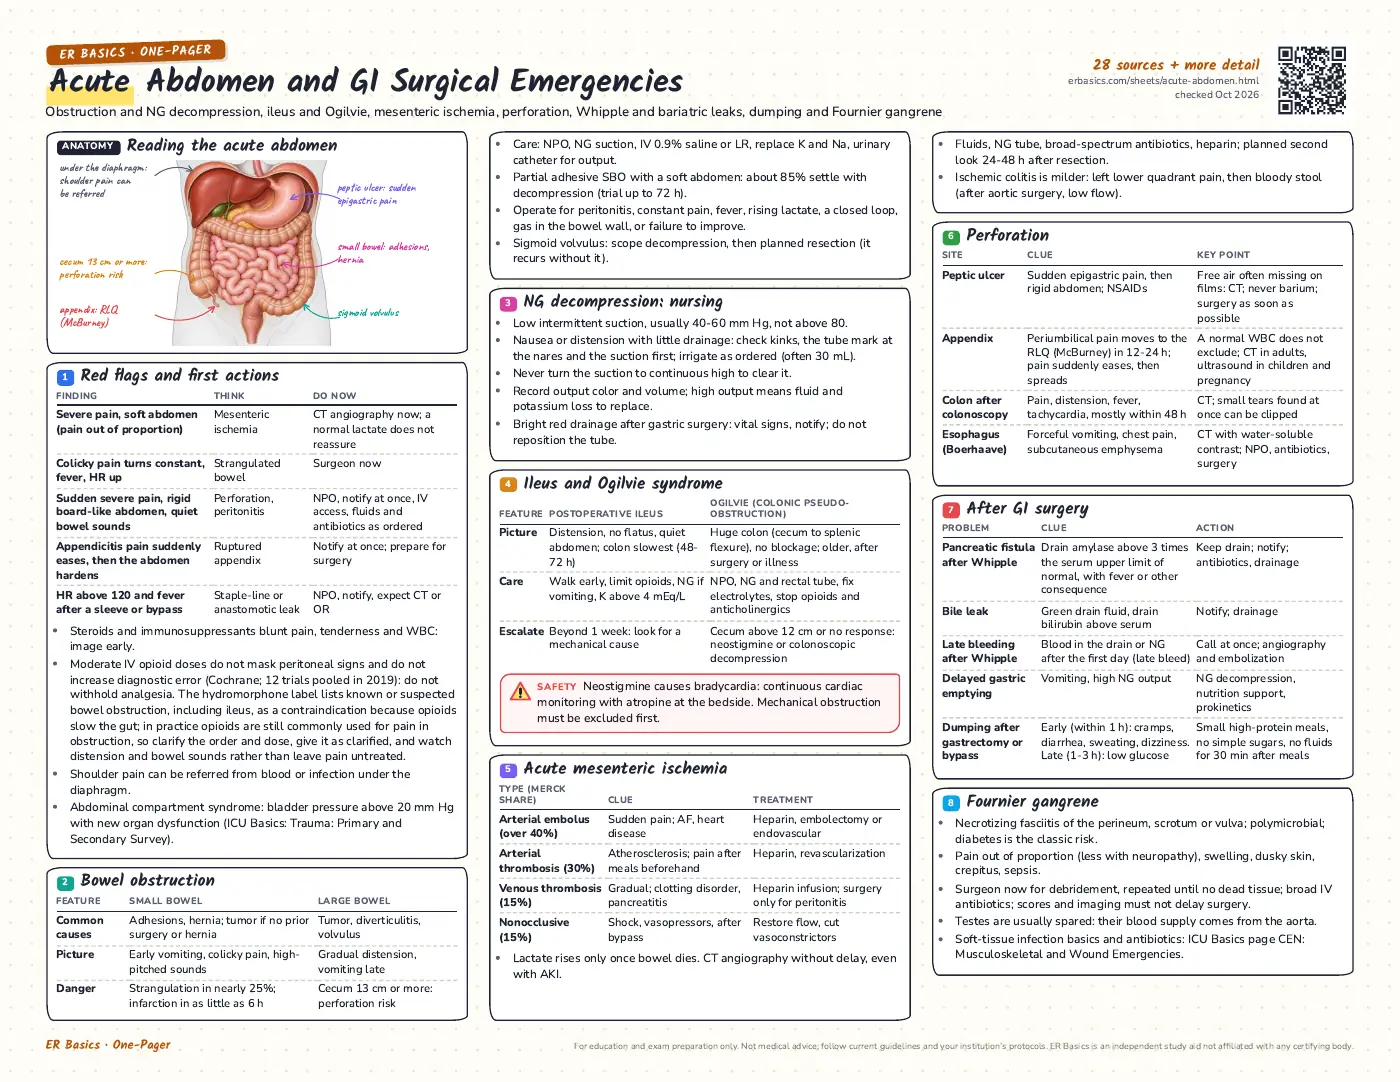 ER BASICS · ONE-PAGER
Acute Abdomen and GI Surgical Emergencies
Obstruction and NG decompression, ileus and Ogilvie, mesenteric ischemia, perforation, Whipple and bariatric leaks, dumping and Fournier gangrene
28 sources + more detail
erbasics.com/sheets/acute-abdomen.html
checked Oct 2026
ANATOMY Reading the acute abdomen
under the diaphragm:
shoulder pain can
be referred
peptic ulcer: sudden
epigastric pain
small bowel: adhesions,
hernia
cecum 13 cm or more:
perforation risk
appendix: RLQ
(McBurney)
sigmoid volvulus
1 Red flags and first actions
FINDING THINK DO NOW
Severe pain, soft abdomen Mesenteric CT angiography now; a
(pain out of proportion) ischemia normal lactate does not
reassure
Colicky pain turns constant, Strangulated Surgeon now
fever, HR up bowel
Sudden severe pain, rigid Perforation, NPO, notify at once, IV
board-like abdomen, quiet peritonitis access, fluids and
bowel sounds antibiotics as ordered
Appendicitis pain suddenly Ruptured Notify at once; prepare for
eases, then the abdomen appendix surgery
hardens
HR above 120 and fever Staple-line or NPO, notify, expect CT or
after a sleeve or bypass anastomotic leak OR
• Steroids and immunosuppressants blunt pain, tenderness and WBC:
image early.
• Moderate IV opioid doses do not mask peritoneal signs and do not
increase diagnostic error (Cochrane; 12 trials pooled in 2019): do not
withhold analgesia. The hydromorphone label lists known or suspected
bowel obstruction, including ileus, as a contraindication because opioids
slow the gut; in practice opioids are still commonly used for pain in
obstruction, so clarify the order and dose, give it as clarified, and watch
distension and bowel sounds rather than leave pain untreated.
• Shoulder pain can be referred from blood or infection under the
diaphragm.
• Abdominal compartment syndrome: bladder pressure above 20 mm Hg
with new organ dysfunction (ICU Basics: Trauma: Primary and
Secondary Survey).
2 Bowel obstruction
FEATURE SMALL BOWEL LARGE BOWEL
Common Adhesions, hernia; tumor if no prior Tumor, diverticulitis,
causes surgery or hernia volvulus
Picture Early vomiting, colicky pain, high- Gradual distension,
pitched sounds vomiting late
Danger Strangulation in nearly 25%; Cecum 13 cm or more:
infarction in as little as 6 h perforation risk
• Care: NPO, NG suction, IV 0.9% saline or LR, replace K and Na, urinary
catheter for output.
• Partial adhesive SBO with a soft abdomen: about 85% settle with
decompression (trial up to 72 h).
• Operate for peritonitis, constant pain, fever, rising lactate, a closed loop,
gas in the bowel wall, or failure to improve.
• Sigmoid volvulus: scope decompression, then planned resection (it
recurs without it).
3 NG decompression: nursing
• Low intermittent suction, usually 40-60 mm Hg, not above 80.
• Nausea or distension with little drainage: check kinks, the tube mark at
the nares and the suction first; irrigate as ordered (often 30 mL).
• Never turn the suction to continuous high to clear it.
• Record output color and volume; high output means fluid and
potassium loss to replace.
• Bright red drainage after gastric surgery: vital signs, notify; do not
reposition the tube.
4 Ileus and Ogilvie syndrome
FEATURE POSTOPERATIVE ILEUS OGILVIE (COLONIC PSEUDO-
OBSTRUCTION)
Picture Distension, no flatus, quiet Huge colon (cecum to splenic
abdomen; colon slowest (48- flexure), no blockage; older, after
72 h) surgery or illness
Care Walk early, limit opioids, NG if NPO, NG and rectal tube, fix
vomiting, K above 4 mEq/L electrolytes, stop opioids and
anticholinergics
Escalate Beyond 1 week: look for a Cecum above 12 cm or no response:
mechanical cause neostigmine or colonoscopic
decompression
SAFETY Neostigmine causes bradycardia: continuous cardiac
monitoring with atropine at the bedside. Mechanical obstruction
must be excluded first.
5 Acute mesenteric ischemia
TYPE (MERCK
SHARE) CLUE TREATMENT
Arterial embolus Sudden pain; AF, heart Heparin, embolectomy or
(over 40%) disease endovascular
Arterial Atherosclerosis; pain after Heparin, revascularization
thrombosis (30%) meals beforehand
Venous thrombosis Gradual; clotting disorder, Heparin infusion; surgery
(15%) pancreatitis only for peritonitis
Nonocclusive Shock, vasopressors, after Restore flow, cut
(15%) bypass vasoconstrictors
• Lactate rises only once bowel dies. CT angiography without delay, even
with AKI.
• Fluids, NG tube, broad-spectrum antibiotics, heparin; planned second
look 24-48 h after resection.
• Ischemic colitis is milder: left lower quadrant pain, then bloody stool
(after aortic surgery, low flow).
6 Perforation
SITE CLUE KEY POINT
Peptic ulcer Sudden epigastric pain, then Free air often missing on
rigid abdomen; NSAIDs films: CT; never barium;
surgery as soon as
possible
Appendix Periumbilical pain moves to the A normal WBC does not
RLQ (McBurney) in 12-24 h; exclude; CT in adults,
pain suddenly eases, then ultrasound in children and
spreads pregnancy
Colon after Pain, distension, fever, CT; small tears found at
colonoscopy tachycardia, mostly within 48 h once can be clipped
Esophagus Forceful vomiting, chest pain, CT with water-soluble
(Boerhaave) subcutaneous emphysema contrast; NPO, antibiotics,
surgery
7 After GI surgery
PROBLEM CLUE ACTION
Pancreatic fistula Drain amylase above 3 times Keep drain; notify;
after Whipple the serum upper limit of antibiotics, drainage
normal, with fever or other
consequence
Bile leak Green drain fluid, drain Notify; drainage
bilirubin above serum
Late bleeding Blood in the drain or NG Call at once; angiography
after Whipple after the first day (late bleed) and embolization
Delayed gastric Vomiting, high NG output NG decompression,
emptying nutrition support,
prokinetics
Dumping after Early (within 1 h): cramps, Small high-protein meals,
gastrectomy or diarrhea, sweating, dizziness. no simple sugars, no fluids
bypass Late (1-3 h): low glucose for 30 min after meals
8 Fournier gangrene
• Necrotizing fasciitis of the perineum, scrotum or vulva; polymicrobial;
diabetes is the classic risk.
• Pain out of proportion (less with neuropathy), swelling, dusky skin,
crepitus, sepsis.
• Surgeon now for debridement, repeated until no dead tissue; broad IV
antibiotics; scores and imaging must not delay surgery.
• Testes are usually spared: their blood supply comes from the aorta.
• Soft-tissue infection basics and antibiotics: ICU Basics page CEN:
Musculoskeletal and Wound Emergencies.
ER Basics · One-Pager
For education and exam preparation only. Not medical advice; follow current guidelines and your institution's protocols. ER Basics is an independent study aid not affiliated with any certifying body.